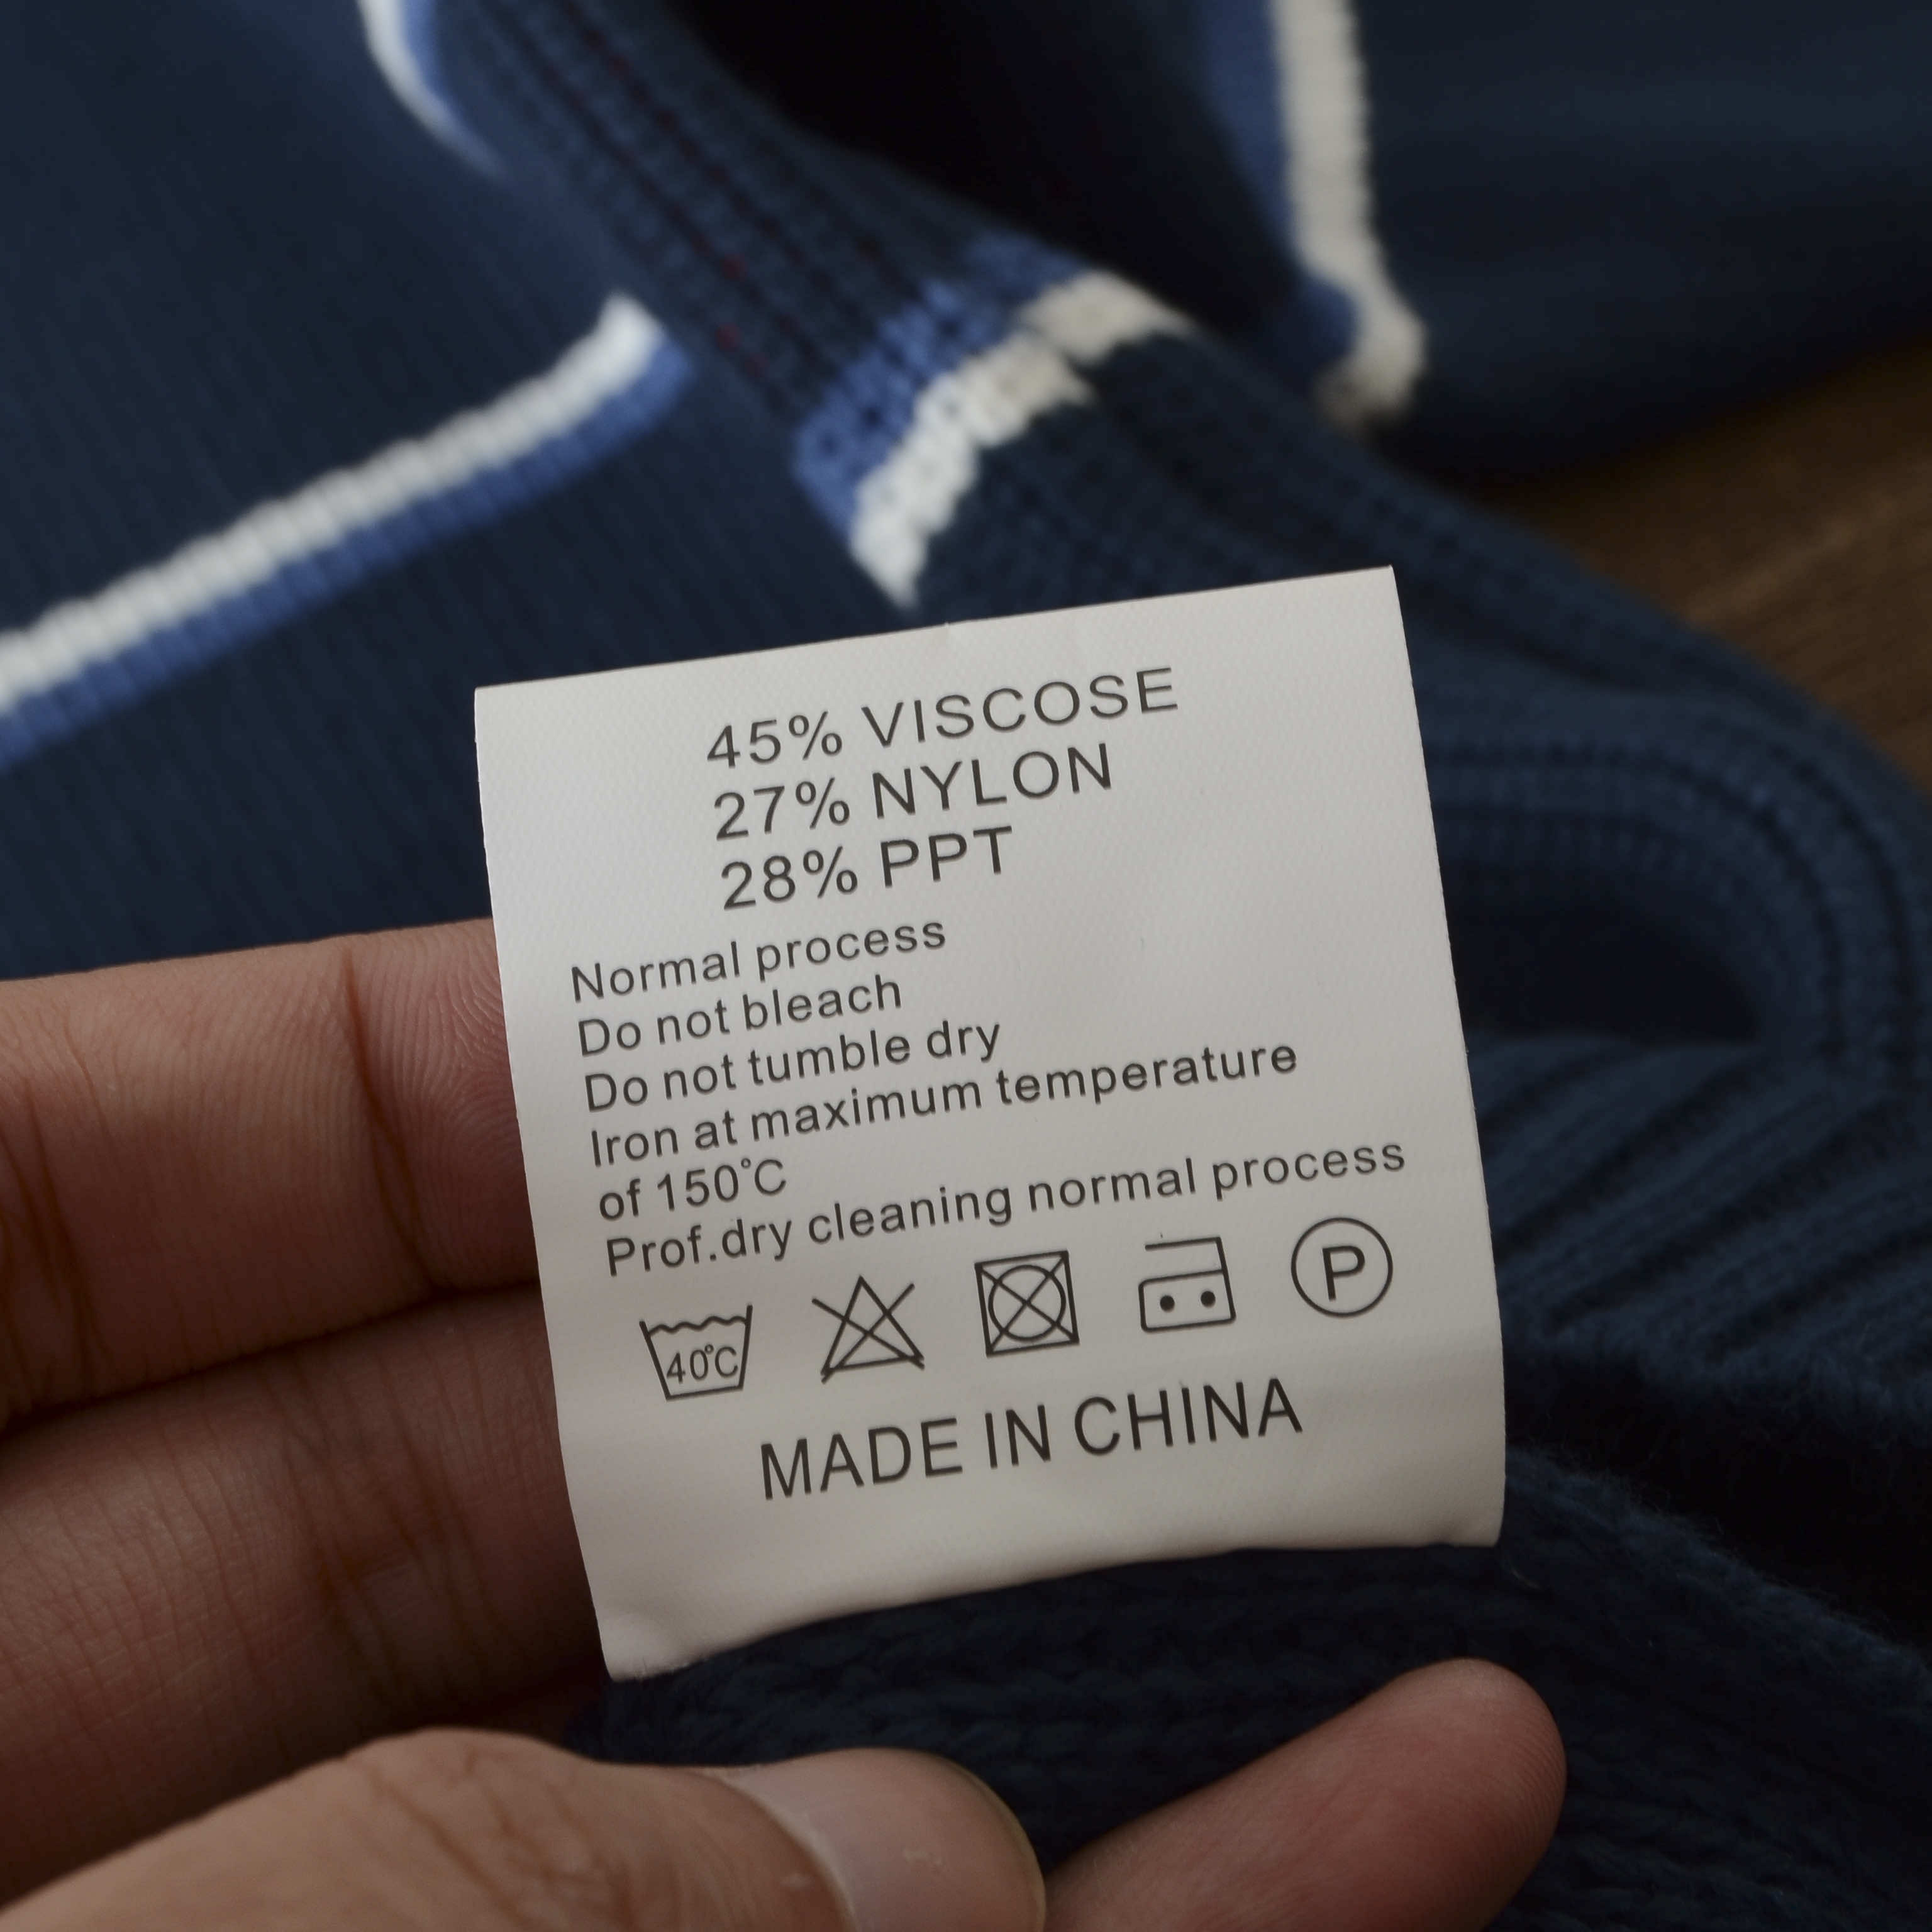 45% VISCOSE
27% NYLON
28% PPT
Normal process
Do not bleach
Do not tumble dry
Iron at maximum temperature
of 150℃
Prof.dry cleaning normal process
40℃ P
MADE IN CHINA